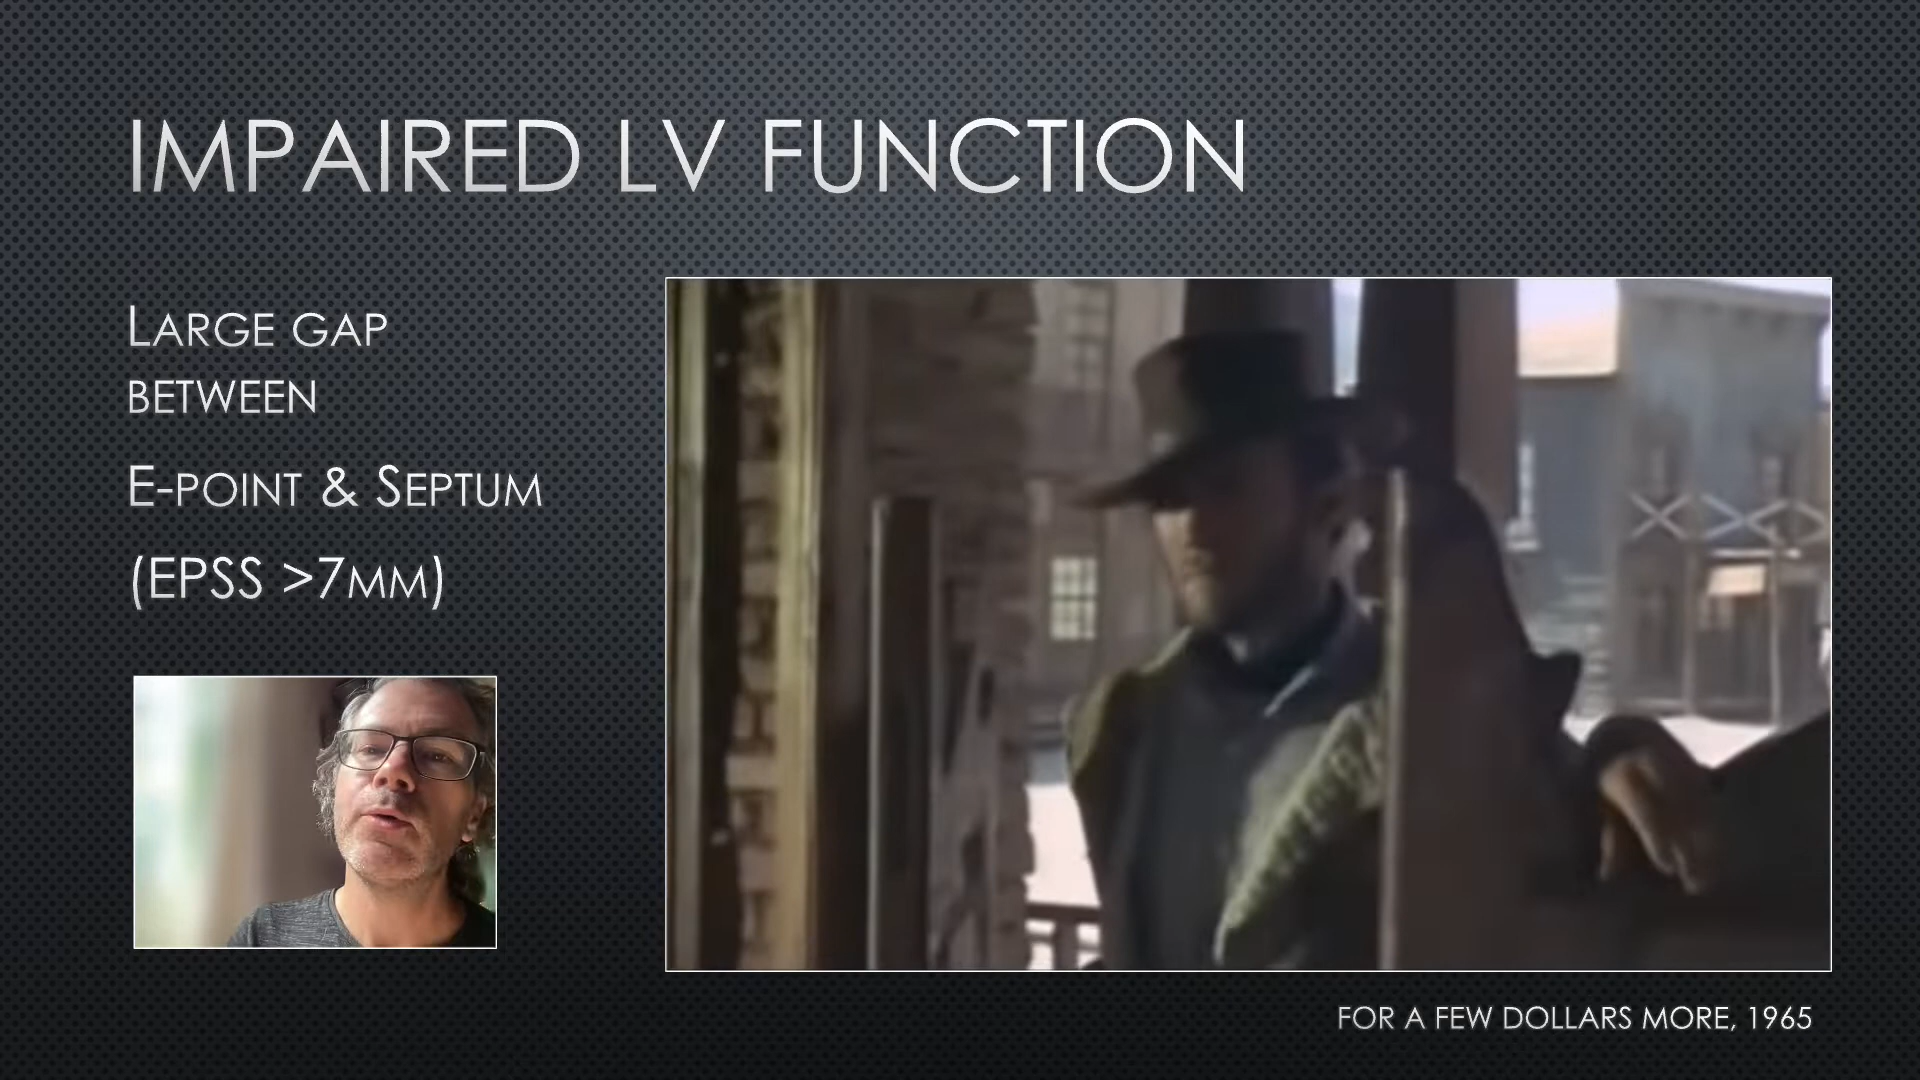 IMPAIRED LV FUNCTION
LARGE GAP
BETWEEN
E-POINT & SEPTUM
(EPSS >7MM)
FOR A FEW DOLLARS MORE, 1965